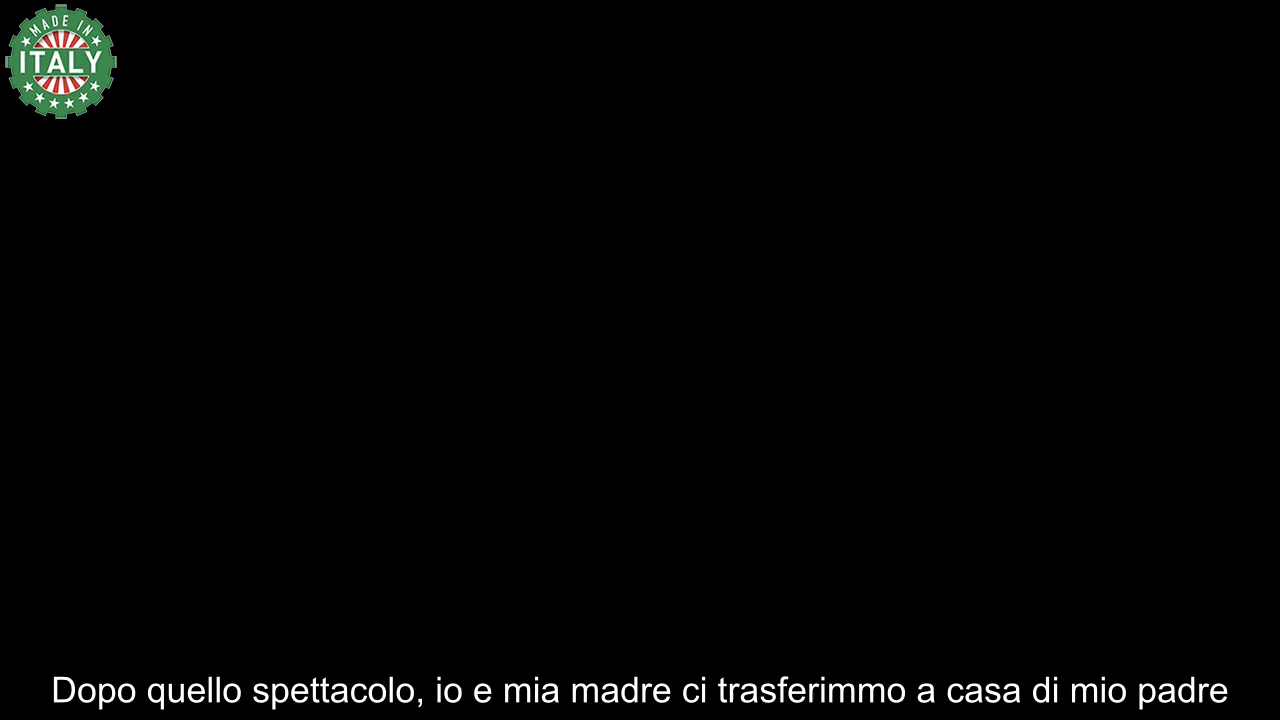 MADE IN
ITALY
Dopo quello spettacolo, io e mia madre ci trasferimmo a casa di mio padre